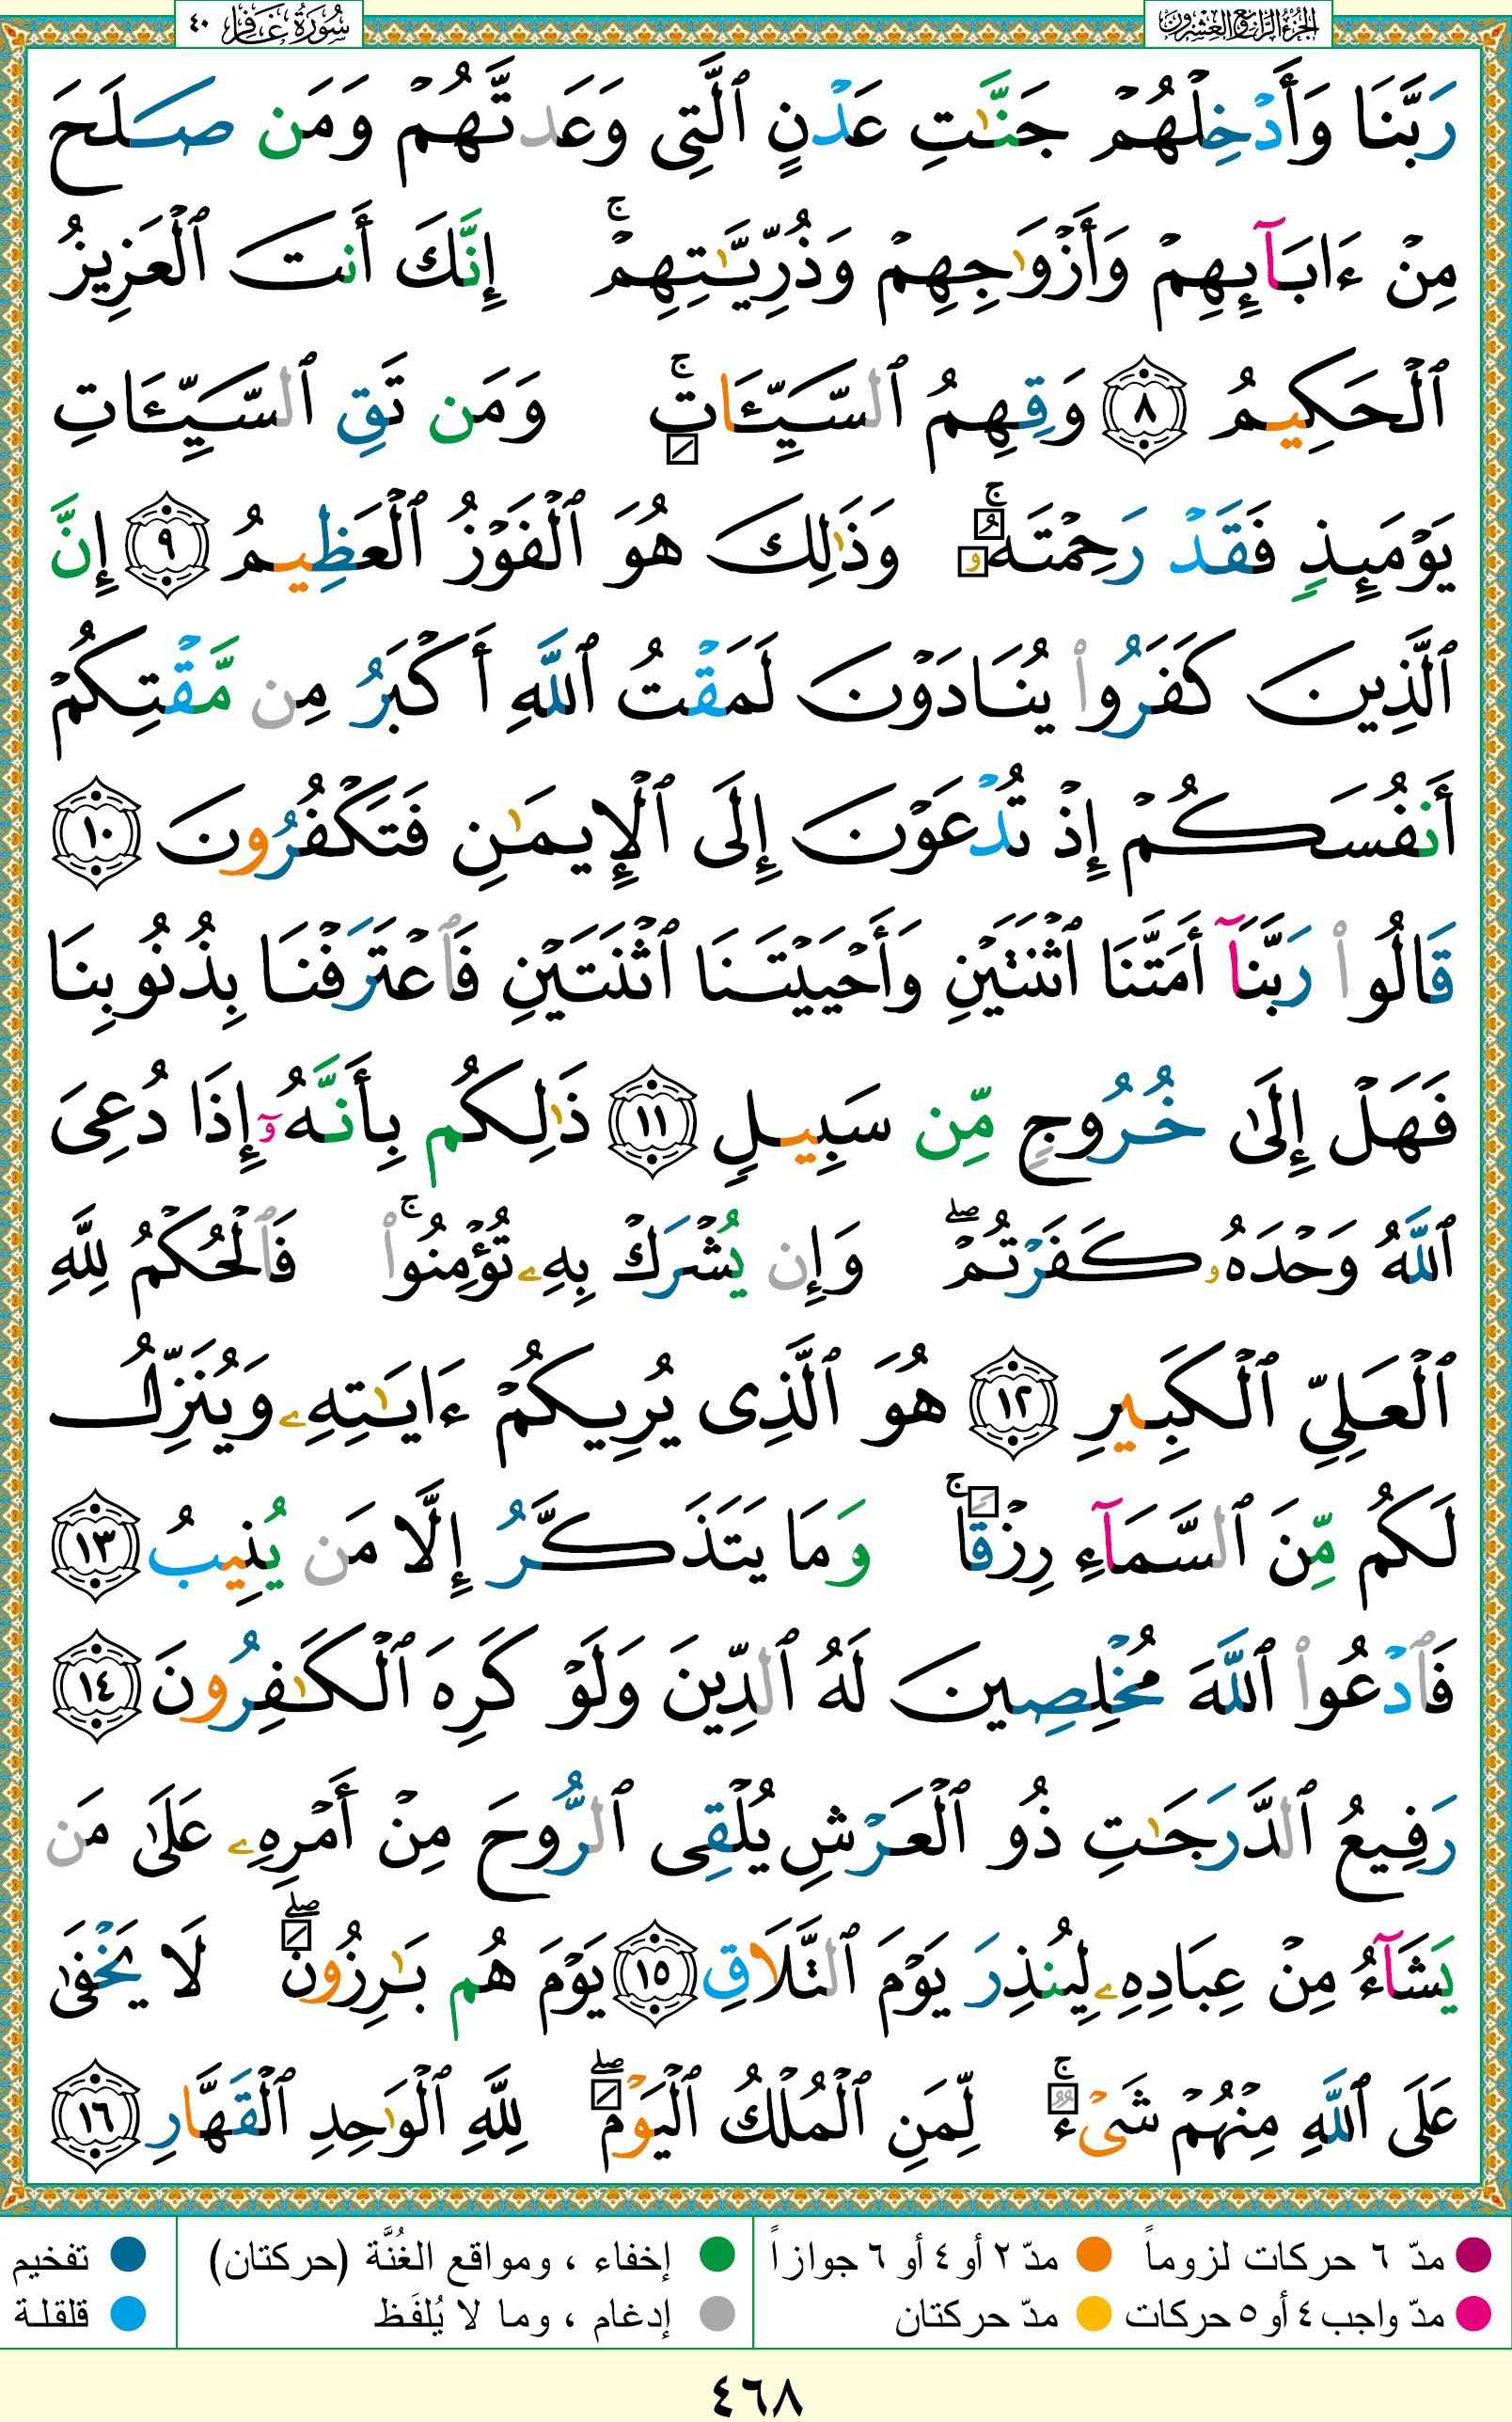 الجزء الرابع والعشرون
سورة غافر ٤٠
رَبَّنَا وَأَدۡخِلۡهُمۡ جَنَّٰتِ عَدۡنٍ ٱلَّتِى وَعَدتَّهُمۡ وَمَن صَلَحَ
مِنۡ ءَابَآئِهِمۡ وَأَزۡوَٰجِهِمۡ وَذُرِّيَّٰتِهِمۡۚ إِنَّكَ أَنتَ ٱلۡعَزِيزُ
ٱلۡحَكِيمُ ٨ وَقِهِمُ ٱلسَّيِّـَٔاتِۚ وَمَن تَقِ ٱلسَّيِّـَٔاتِ
يَوۡمَئِذٍ فَقَدۡ رَحِمۡتَهُۥۚ وَذَٰلِكَ هُوَ ٱلۡفَوۡزُ ٱلۡعَظِيمُ ٩ إِنَّ
ٱلَّذِينَ كَفَرُواْ يُنَادَوۡنَ لَمَقۡتُ ٱللَّهِ أَكۡبَرُ مِن مَّقۡتِكُمۡ
أَنفُسَكُمۡ إِذۡ تُدۡعَوۡنَ إِلَى ٱلۡإِيمَٰنِ فَتَكۡفُرُونَ ١٠
قَالُواْ رَبَّنَآ أَمَتَّنَا ٱثۡنَتَيۡنِ وَأَحۡيَيۡتَنَا ٱثۡنَتَيۡنِ فَٱعۡتَرَفۡنَا بِذُنُوبِنَا
فَهَلۡ إِلَىٰ خُرُوجٍ مِّن سَبِيلٍ ١١ ذَٰلِكُم بِأَنَّهُۥٓ إِذَا دُعِىَ
ٱللَّهُ وَحۡدَهُۥ كَفَرۡتُمۡۖ وَإِن يُشۡرَكۡ بِهِۦ تُؤۡمِنُواْۚ فَٱلۡحُكۡمُ لِلَّهِ
ٱلۡعَلِىِّ ٱلۡكَبِيرِ ١٢ هُوَ ٱلَّذِى يُرِيكُمۡ ءَايَٰتِهِۦ وَيُنَزِّلُ
لَكُم مِّنَ ٱلسَّمَآءِ رِزۡقًاۚ وَمَا يَتَذَكَّرُ إِلَّا مَن يُنِيبُ ١٣
فَٱدۡعُواْ ٱللَّهَ مُخۡلِصِينَ لَهُ ٱلدِّينَ وَلَوۡ كَرِهَ ٱلۡكَٰفِرُونَ ١٤
رَفِيعُ ٱلدَّرَجَٰتِ ذُو ٱلۡعَرۡشِ يُلۡقِى ٱلرُّوحَ مِنۡ أَمۡرِهِۦ عَلَىٰ مَن
يَشَآءُ مِنۡ عِبَادِهِۦ لِيُنذِرَ يَوۡمَ ٱلتَّلَاقِ ١٥ يَوۡمَ هُم بَٰرِزُونَۖ لَا يَخۡفَىٰ
عَلَى ٱللَّهِ مِنۡهُمۡ شَىۡءٌۚ لِّمَنِ ٱلۡمُلۡكُ ٱلۡيَوۡمَۖ لِلَّهِ ٱلۡوَٰحِدِ ٱلۡقَهَّارِ ١٦
مدّ ٦ حركات لزوماً مدّ ٢ أو ٤ أو ٦ جوازاً إخفاء ، ومواقع الغُنَّة (حركتان) تفخيم
مدّ واجب ٤ أو ٥ حركات مدّ حركتان إدغام ، وما لا يُلفَظ قلقلة
٤٦٨